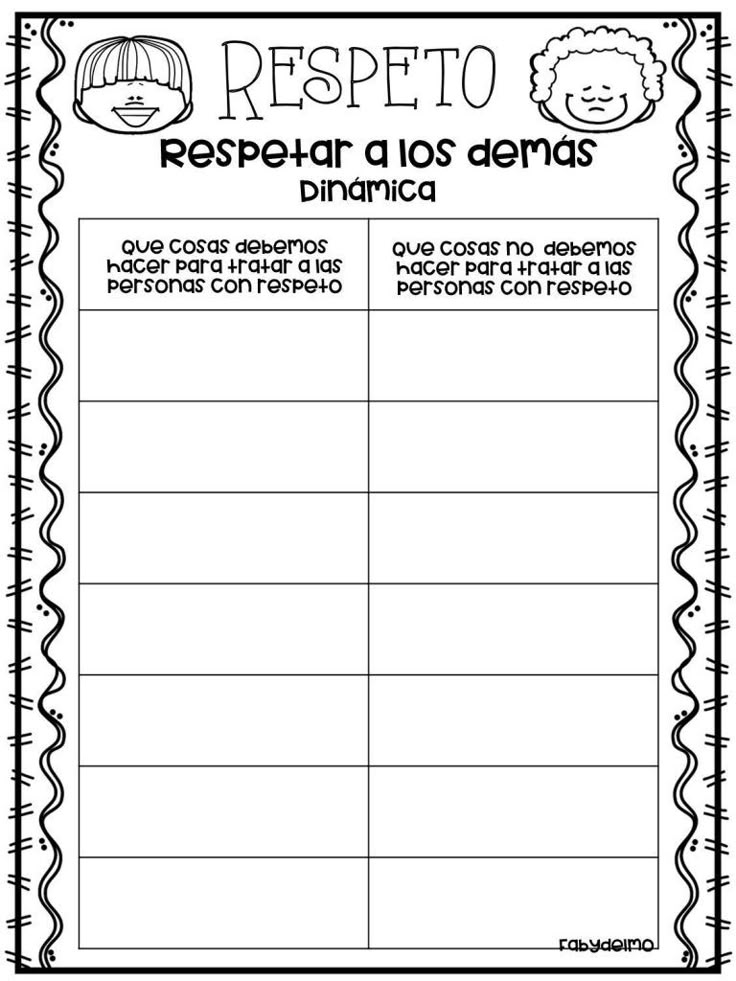 RESPETO
Respetar a los demás
Dinámica
Que cosas debemos
hacer para tratar a las
personas con respeto
Que cosas no debemos
hacer para tratar a las
personas con respeto
Fabydelmo